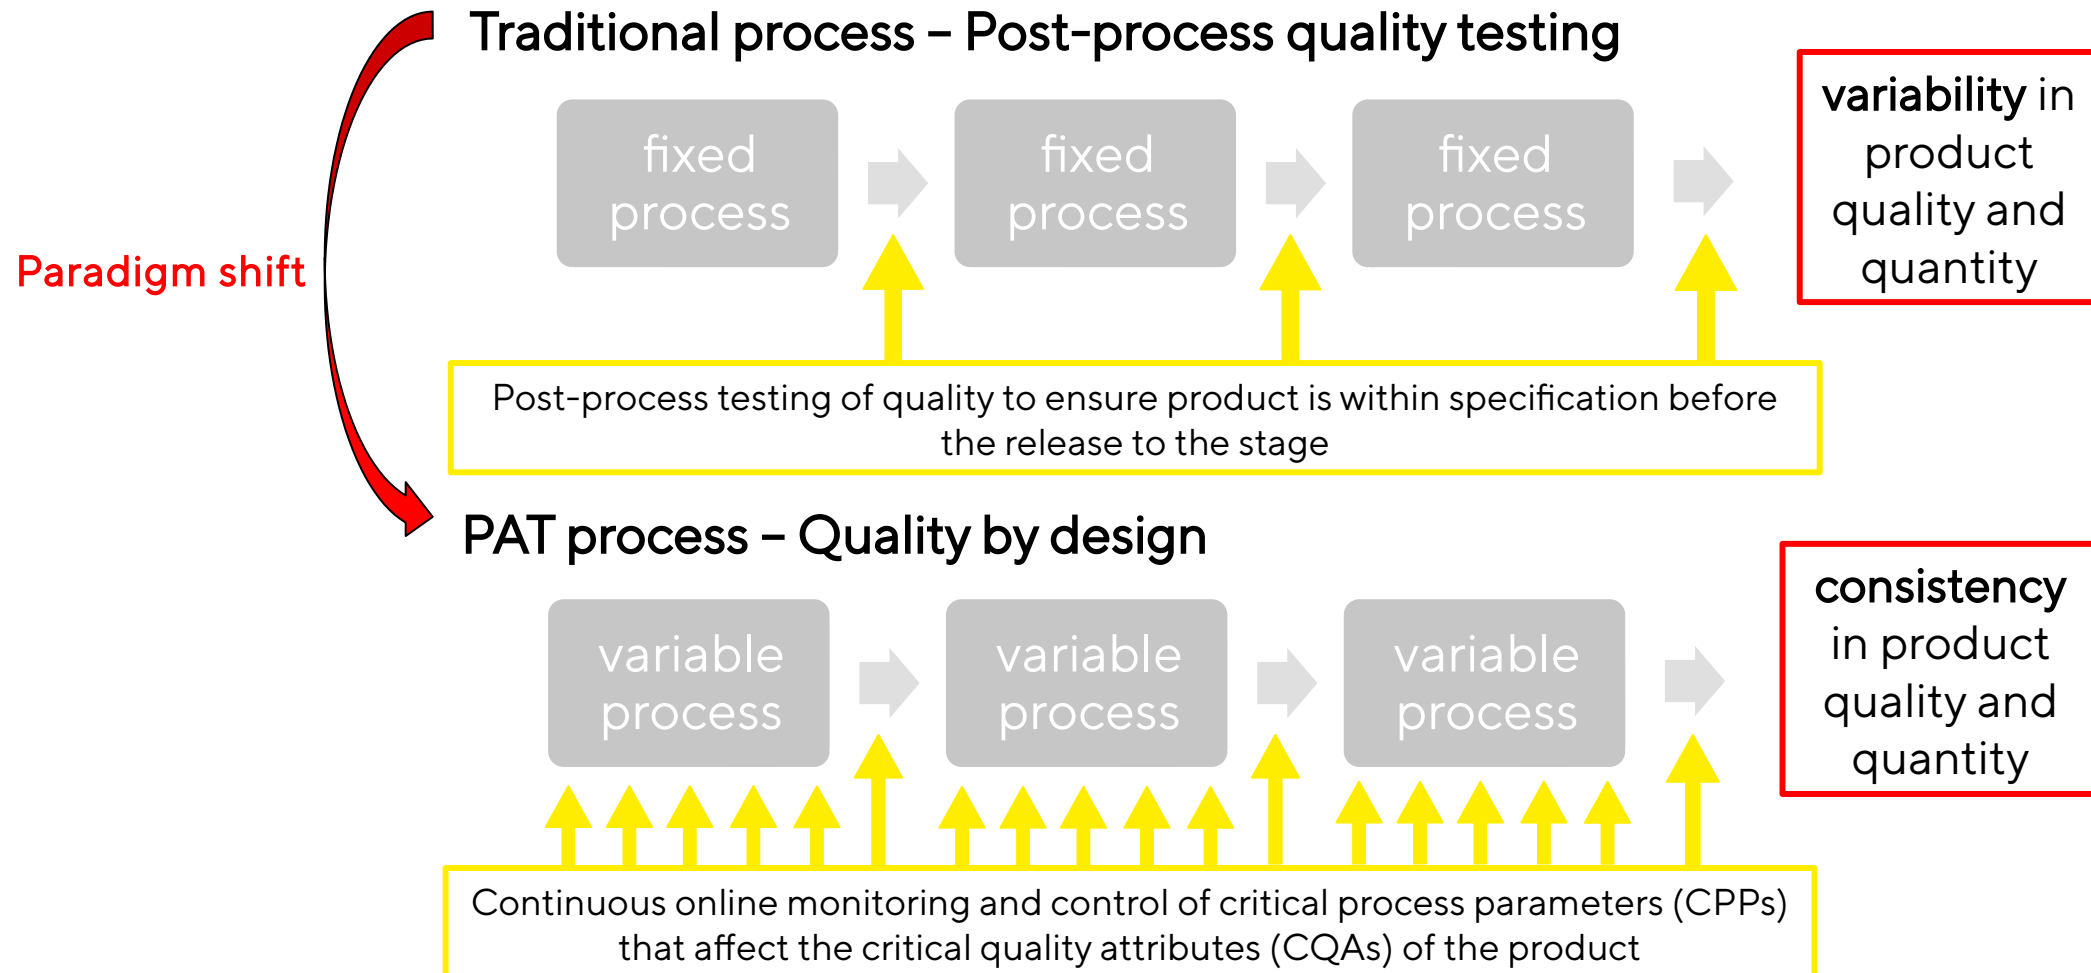 Traditional process – Post-process quality testing
fixed
process
fixed
process
fixed
process
variability in
product
quality and
quantity
Paradigm shift
Post-process testing of quality to ensure product is within specification before
the release to the stage
PAT process – Quality by design
variable
process
variable
process
variable
process
consistency
in product
quality and
quantity
Continuous online monitoring and control of critical process parameters (CPPs)
that affect the critical quality attributes (CQAs) of the product